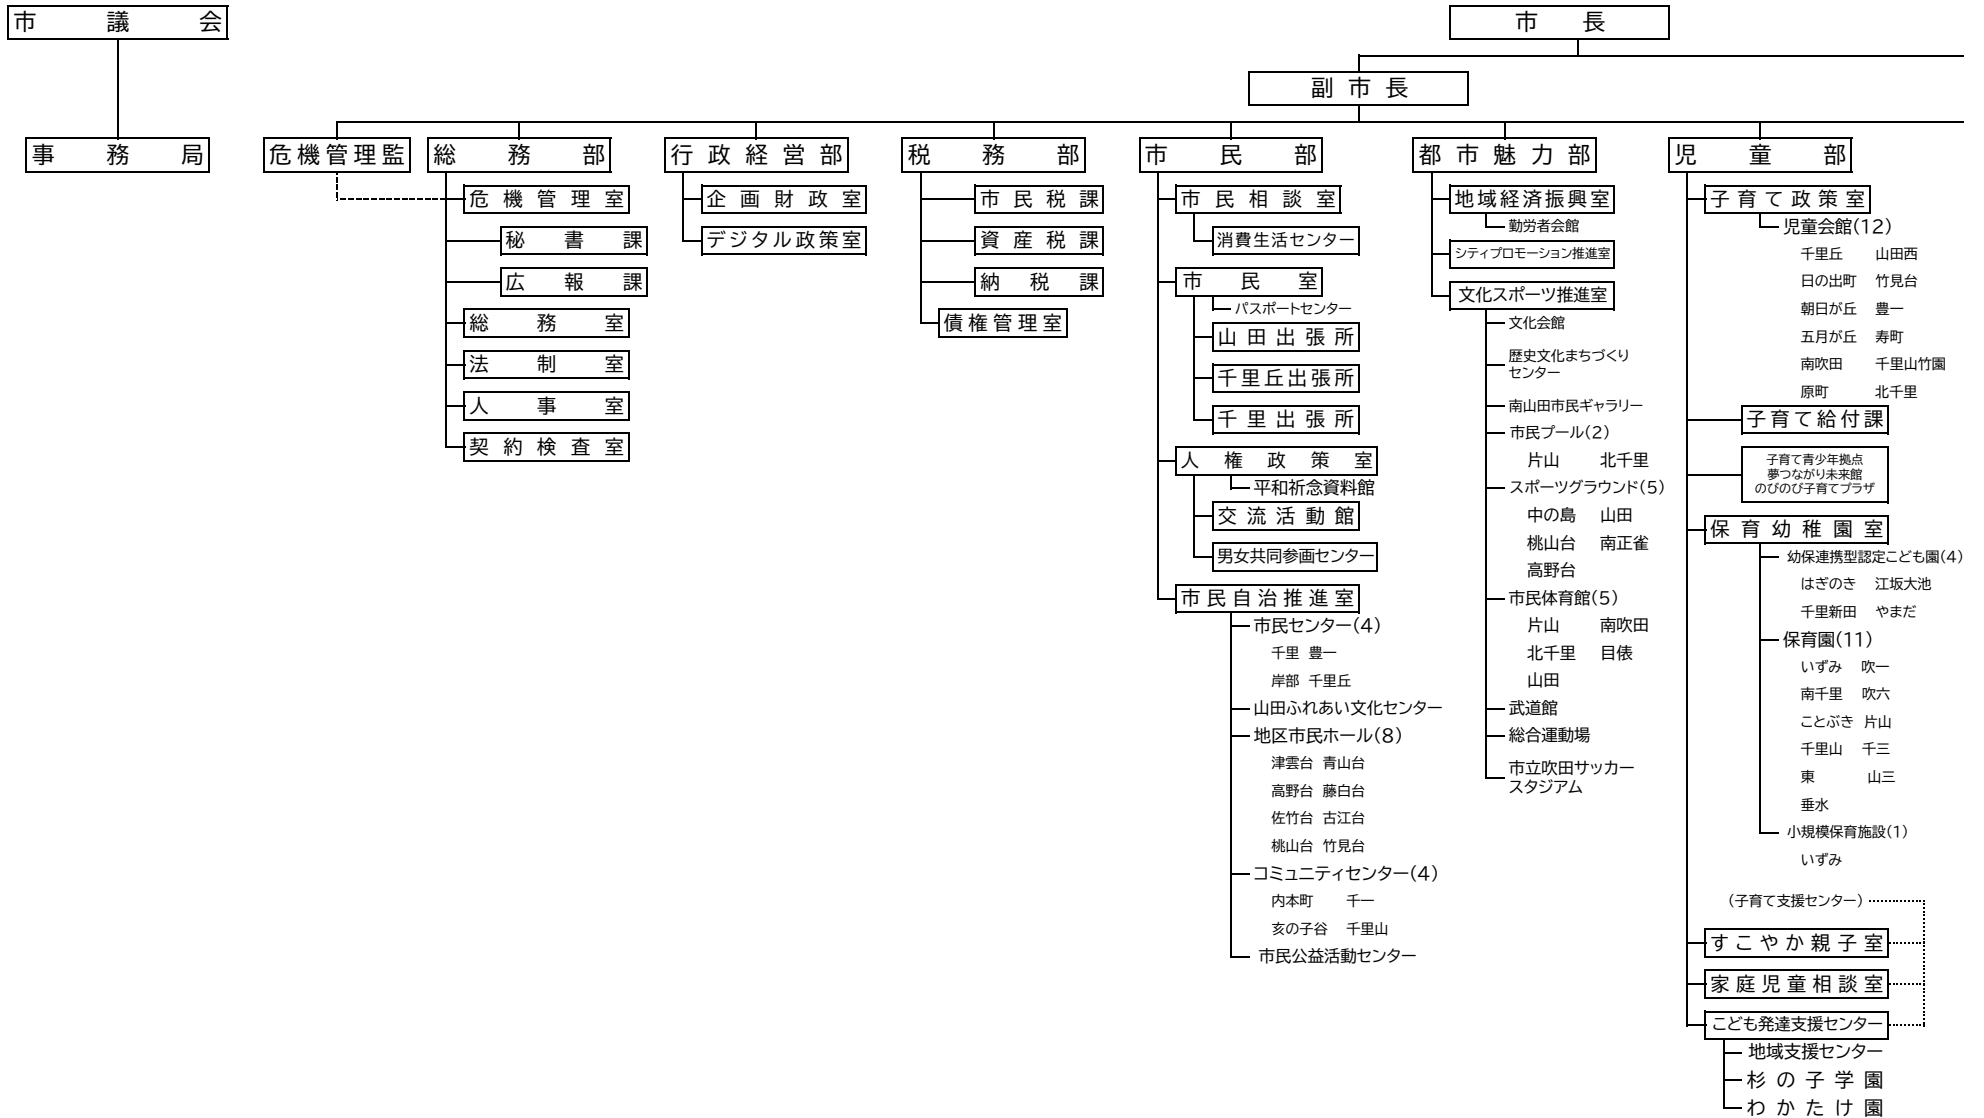 市議会
事務局
市長
副市長
危機管理監
総務部
危機管理室
秘書課
広報課
総務室
法制室
人事室
契約検査室
行政経営部
企画財政室
デジタル政策室
税務部
市民税課
資産税課
納税課
債権管理室
市民部
市民相談室
消費生活センター
市民室
パスポートセンター
山田出張所
千里丘出張所
千里出張所
人権政策室
平和祈念資料館
交流活動館
男女共同参画センター
市民自治推進室
市民センター(4)
千里 豊一
岸部 千里丘
山田ふれあい文化センター
地区市民ホール(8)
津雲台 青山台
高野台 藤白台
佐竹台 古江台
桃山台 竹見台
コミュニティセンター(4)
内本町 千一
亥の子谷 千里山
市民公益活動センター
都市魅力部
地域経済振興室
勤労者会館
シティプロモーション推進室
文化スポーツ推進室
文化会館
歴史文化まちづくり
センター
南山田市民ギャラリー
市民プール(2)
片山 北千里
スポーツグラウンド(5)
中の島 山田
桃山台 南正雀
高野台
市民体育館(5)
片山 南吹田
北千里 目俵
山田
武道館
総合運動場
市立吹田サッカー
スタジアム
児童部
子育て政策室
児童会館(12)
千里丘 山田西
日の出町 竹見台
朝日が丘 豊一
五月が丘 寿町
南吹田 千里山竹園
原町 北千里
子育て給付課
子育て青少年拠点
夢つながり未来館
のびのび子育てプラザ
保育幼稚園室
幼保連携型認定こども園(4)
はぎのき 江坂大池
千里新田 やまだ
保育園(11)
いずみ 吹一
南千里 吹六
ことぶき 片山
千里山 千三
東 山三
垂水
小規模保育施設(1)
いずみ
(子育て支援センター)
すこやか親子室
家庭児童相談室
こども発達支援センター
地域支援センター
杉の子学園
わかたけ園